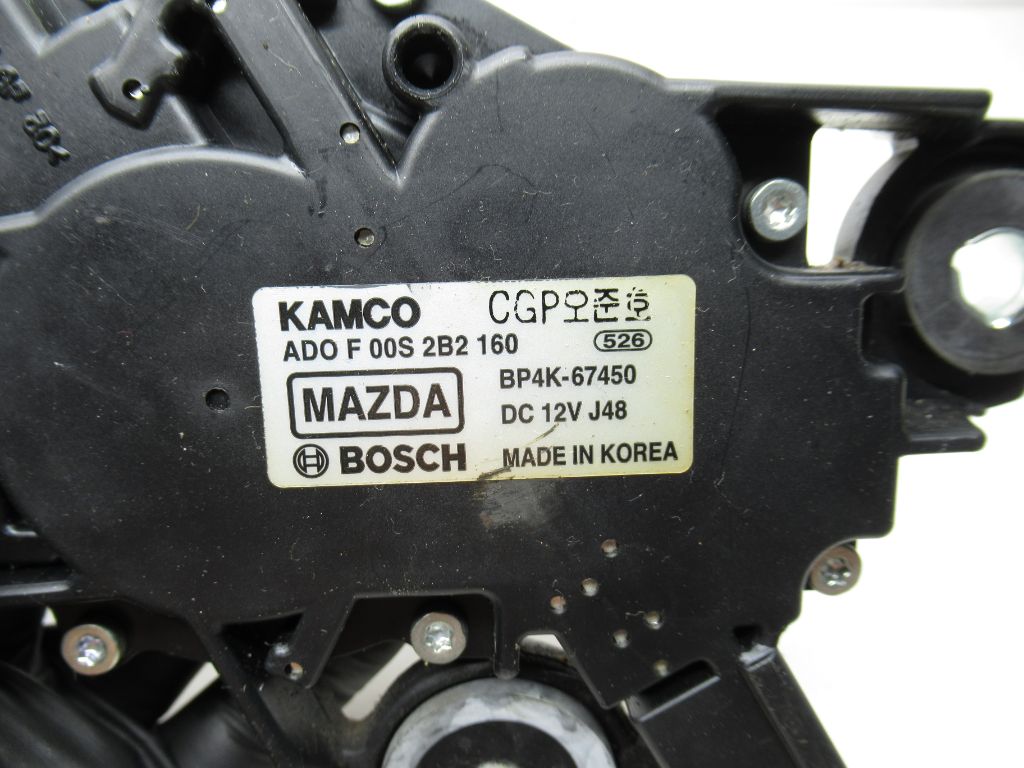 KAMCO CGP오준호
ADO F 00S 2B2 160 526
MAZDA BP4K-67450
DC 12V J48
BOSCH MADE IN KOREA